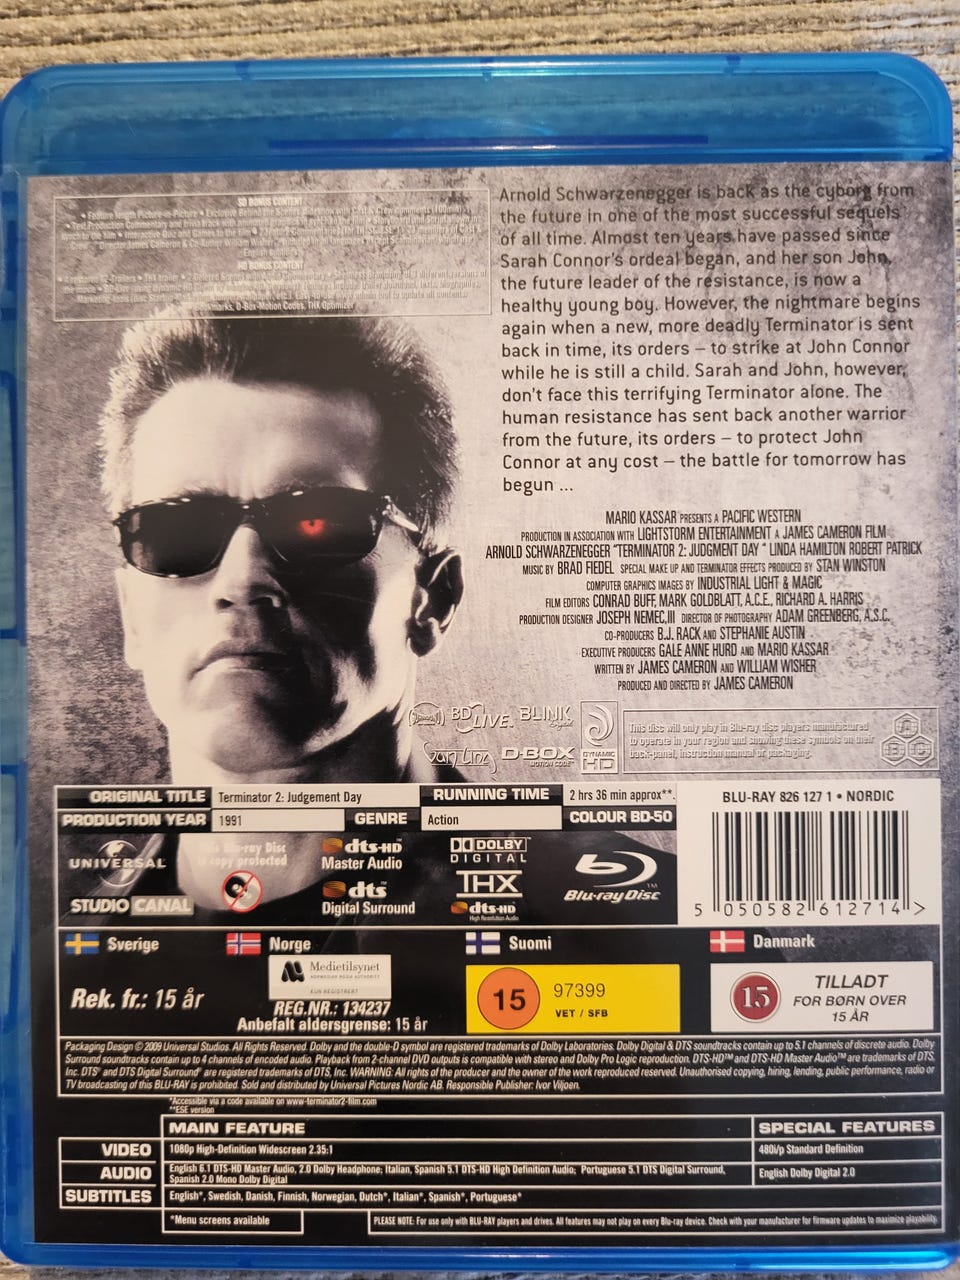 SD BONUS CONTENT
HD BONUS CONTENT
D-Box-Motion Codes, THX Optimizer
Arnold Schwarzenegger is back as the cyborg from
the future in one of the most successful sequels
of all time. Almost ten years have passed since
Sarah Connor's ordeal began, and her son John,
the future leader of the resistance, is now a
healthy young boy. However, the nightmare begins
again when a new, more deadly Terminator is sent
back in time, its orders – to strike at John Connor
while he is still a child. Sarah and John, however,
don't face this terrifying Terminator alone. The
human resistance has sent back another warrior
from the future, its orders – to protect John
Connor at any cost – the battle for tomorrow has
begun ...
MARIO KASSAR PRESENTS A PACIFIC WESTERN
PRODUCTION IN ASSOCIATION WITH LIGHTSTORM ENTERTAINMENT A JAMES CAMERON FILM
ARNOLD SCHWARZENEGGER "TERMINATOR 2: JUDGMENT DAY " LINDA HAMILTON ROBERT PATRICK
MUSIC BY BRAD FIEDEL SPECIAL MAKE UP AND TERMINATOR EFFECTS PRODUCED BY STAN WINSTON
COMPUTER GRAPHICS IMAGES BY INDUSTRIAL LIGHT & MAGIC
FILM EDITORS CONRAD BUFF, MARK GOLDBLATT, A.C.E., RICHARD A. HARRIS
PRODUCTION DESIGNER JOSEPH NEMEC,III DIRECTOR OF PHOTOGRAPHY ADAM GREENBERG, A.S.C.
CO-PRODUCERS B.J. RACK AND STEPHANIE AUSTIN
EXECUTIVE PRODUCERS GALE ANNE HURD AND MARIO KASSAR
WRITTEN BY JAMES CAMERON AND WILLIAM WISHER
PRODUCED AND DIRECTED BY JAMES CAMERON
BD LIVE BLINK Van Ling D-BOX MOTION CODE DYNAMIC HD
This disc will only play in Blu-ray disc players manufactured
to operate in your region and showing these symbols on their
back-panel, instruction manual or packaging.
A B C
ORIGINAL TITLE Terminator 2: Judgement Day RUNNING TIME 2 hrs 36 min approx**.
PRODUCTION YEAR 1991 GENRE Action COLOUR BD-50
BLU-RAY 826 127 1 • NORDIC
5 050582 612714 >
UNIVERSAL
STUDIO CANAL
This Blu-ray Disc
is copy protected
dts-HD
Master Audio
dts
Digital Surround
DOLBY
DIGITAL
THX
dts-HD
High Resolution Audio
Blu-ray Disc TM
Sverige
Rek. fr.: 15 år
Norge
Medietilsynet
NORWEGIAN MEDIA AUTHORITY
KUN REGISTRERT
REG.NR.: 134237
Anbefalt aldersgrense: 15 år
Suomi
15
97399
VET / SFB
Danmark
15
TILLADT
FOR BØRN OVER
15 ÅR
Packaging Design © 2009 Universal Studios. All Rights Reserved. Dolby and the double-D symbol are registered trademarks of Dolby Laboratories. Dolby Digital & DTS soundtracks contain up to 5.1 channels of discrete audio. Dolby
Surround soundtracks contain up to 4 channels of encoded audio. Playback from 2-channel DVD outputs is compatible with stereo and Dolby Pro Logic reproduction. DTS-HD™ and DTS-HD Master Audio™ are trademarks of DTS,
Inc. DTS® and DTS Digital Surround® are registered trademarks of DTS, Inc. WARNING: All rights of the producer and the owner of the work reproduced reserved. Unauthorised copying, hiring, lending, public performance, radio or
TV broadcasting of this BLU-RAY is prohibited. Sold and distributed by Universal Pictures Nordic AB. Responsible Publisher: Ivor Viljoen.
*Accessible via a code available on www-terminator2-film.com
**ESE version
MAIN FEATURE SPECIAL FEATURES
VIDEO 1080p High-Definition Widescreen 2.35:1 480i/p Standard Definition
AUDIO English 6.1 DTS-HD Master Audio, 2.0 Dolby Headphone; Italian, Spanish 5.1 DTS-HD High Definition Audio; Portuguese 5.1 DTS Digital Surround,
Spanish 2.0 Mono Dolby Digital
English Dolby Digital 2.0
SUBTITLES English*, Swedish, Danish, Finnish, Norwegian, Dutch*, Italian*, Spanish*, Portuguese*
*Menu screens available
PLEASE NOTE: For use only with BLU-RAY players and drives. All features may not play on every Blu-ray device. Check with your manufacturer for firmware updates to maximize playability.